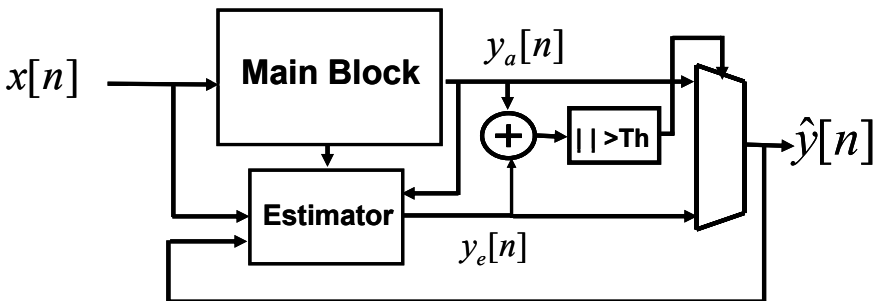 x[n]
Main Block
y_a[n]
+
| | >Th
ŷ[n]
Estimator
y_e[n]